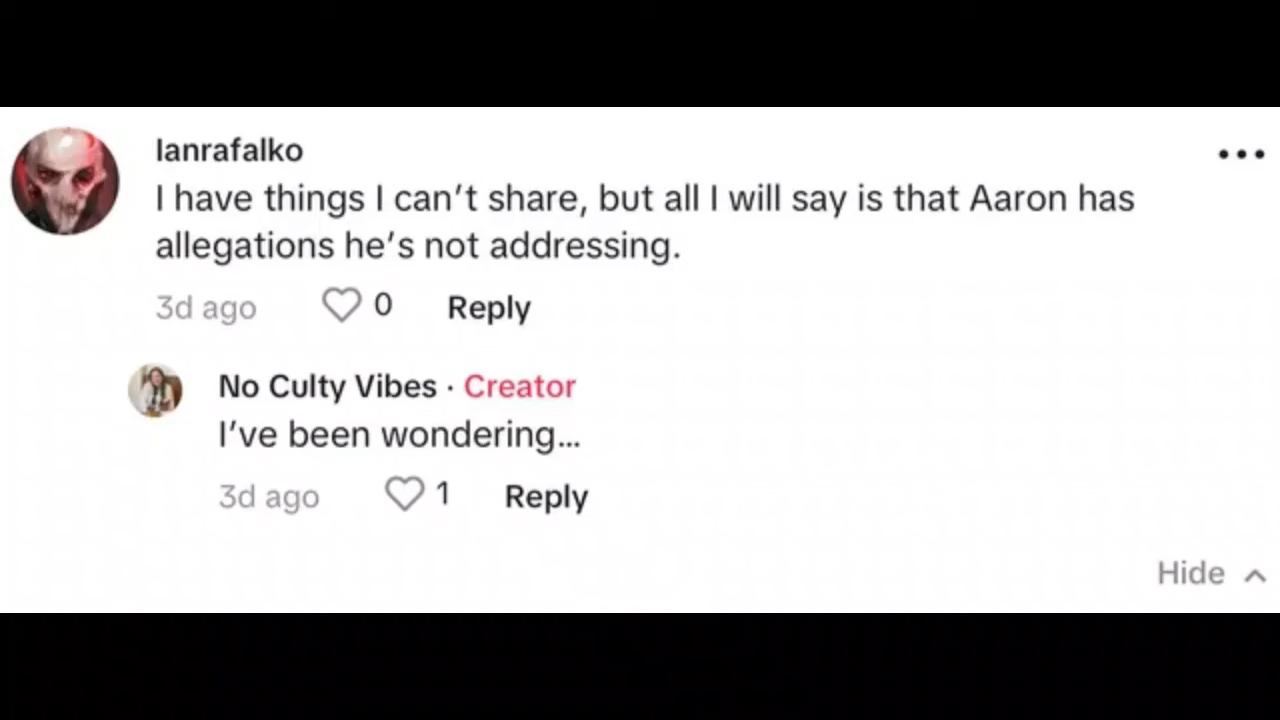 Ianrafalko
I have things I can’t share, but all I will say is that Aaron has
allegations he’s not addressing.
3d ago 0 Reply
No Culty Vibes · Creator
I’ve been wondering...
3d ago 1 Reply
Hide